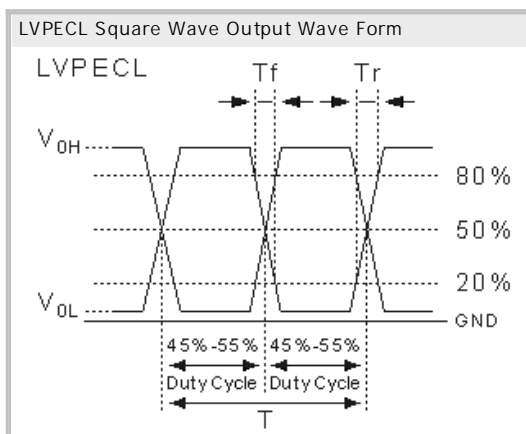 LVPECL Square Wave Output Wave Form
LVPECL
Tf
Tr
V0H
80%
50%
20%
V0L
GND
45%-55%
45%-55%
Duty Cycle
Duty Cycle
T